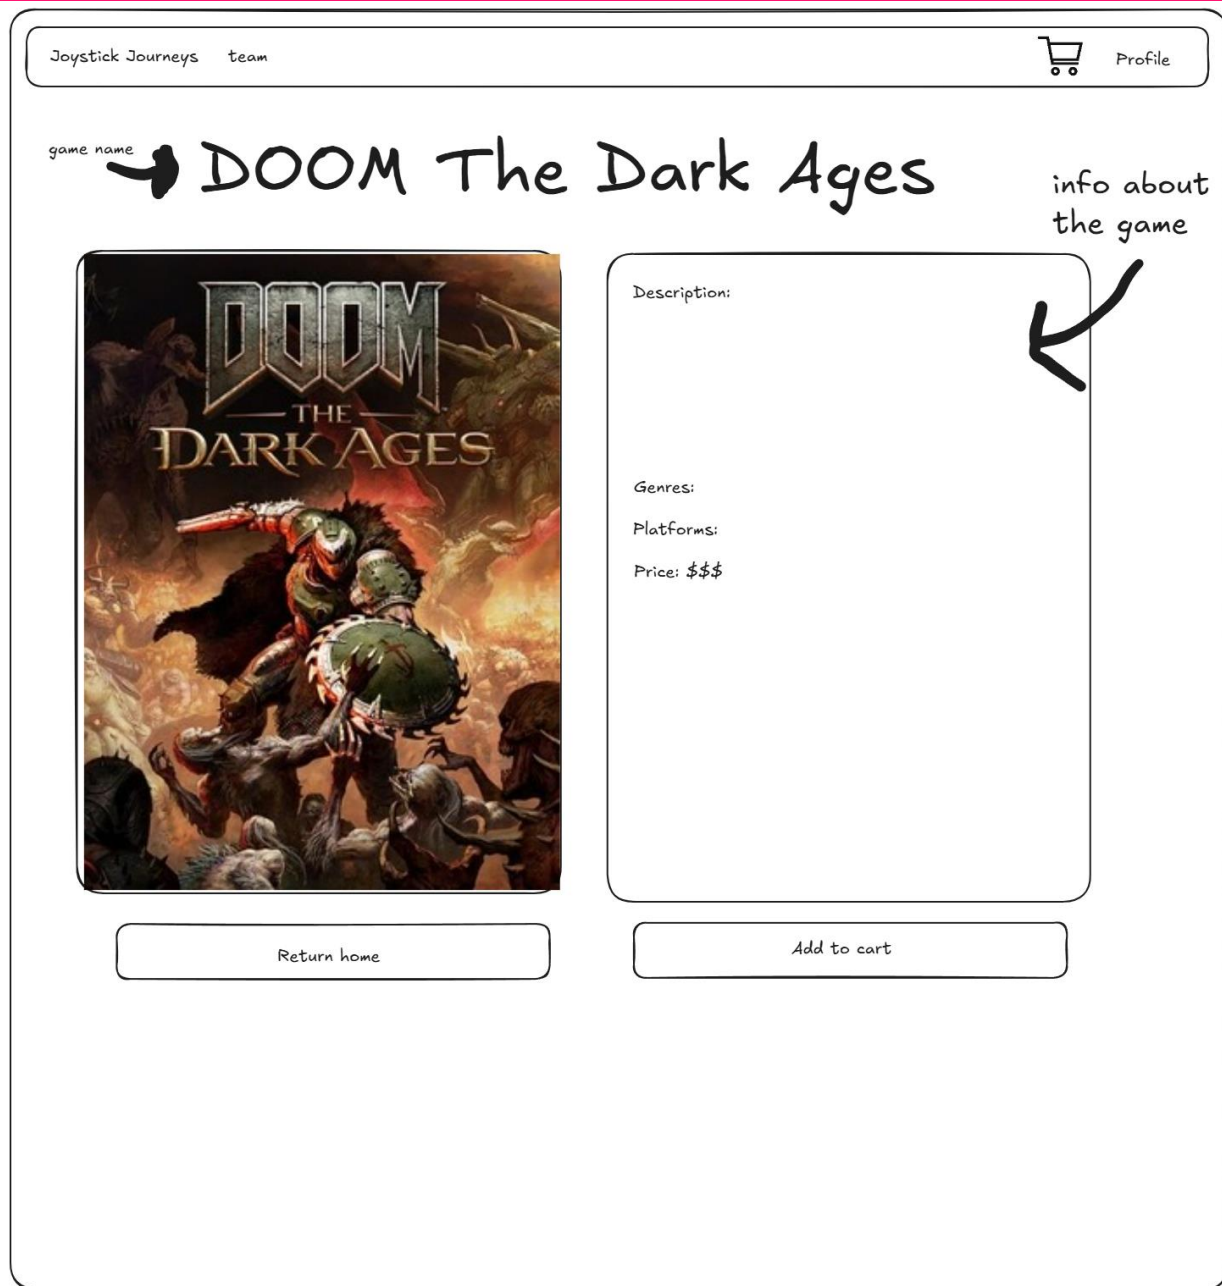 Joystick Journeys team Profile
game name
DOOM The Dark Ages
info about
the game
DOOM
THE
DARK AGES
Description:
Genres:
Platforms:
Price: $$$
Return home
Add to cart